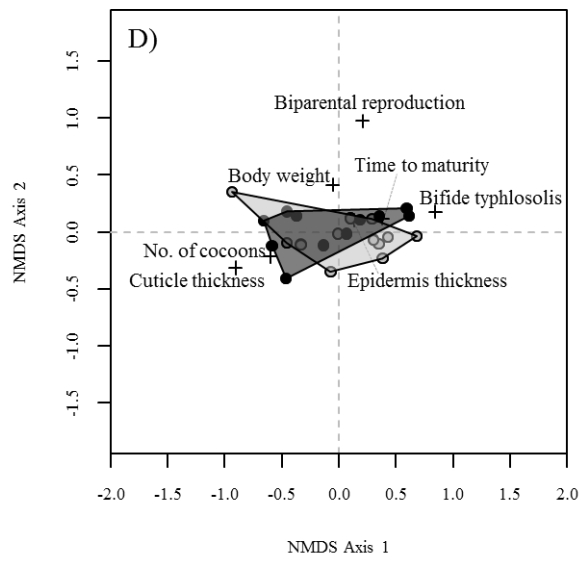 D)
Biparental reproduction
Time to maturity
Body weight
Bifide typhlosolis
No. of cocoons
Cuticle thickness
Epidermis thickness
NMDS Axis 2
1.5
1.0
0.5
0.0
-0.5
-1.0
-1.5
-2.0 -1.5 -1.0 -0.5 0.0 0.5 1.0 1.5 2.0
NMDS Axis 1